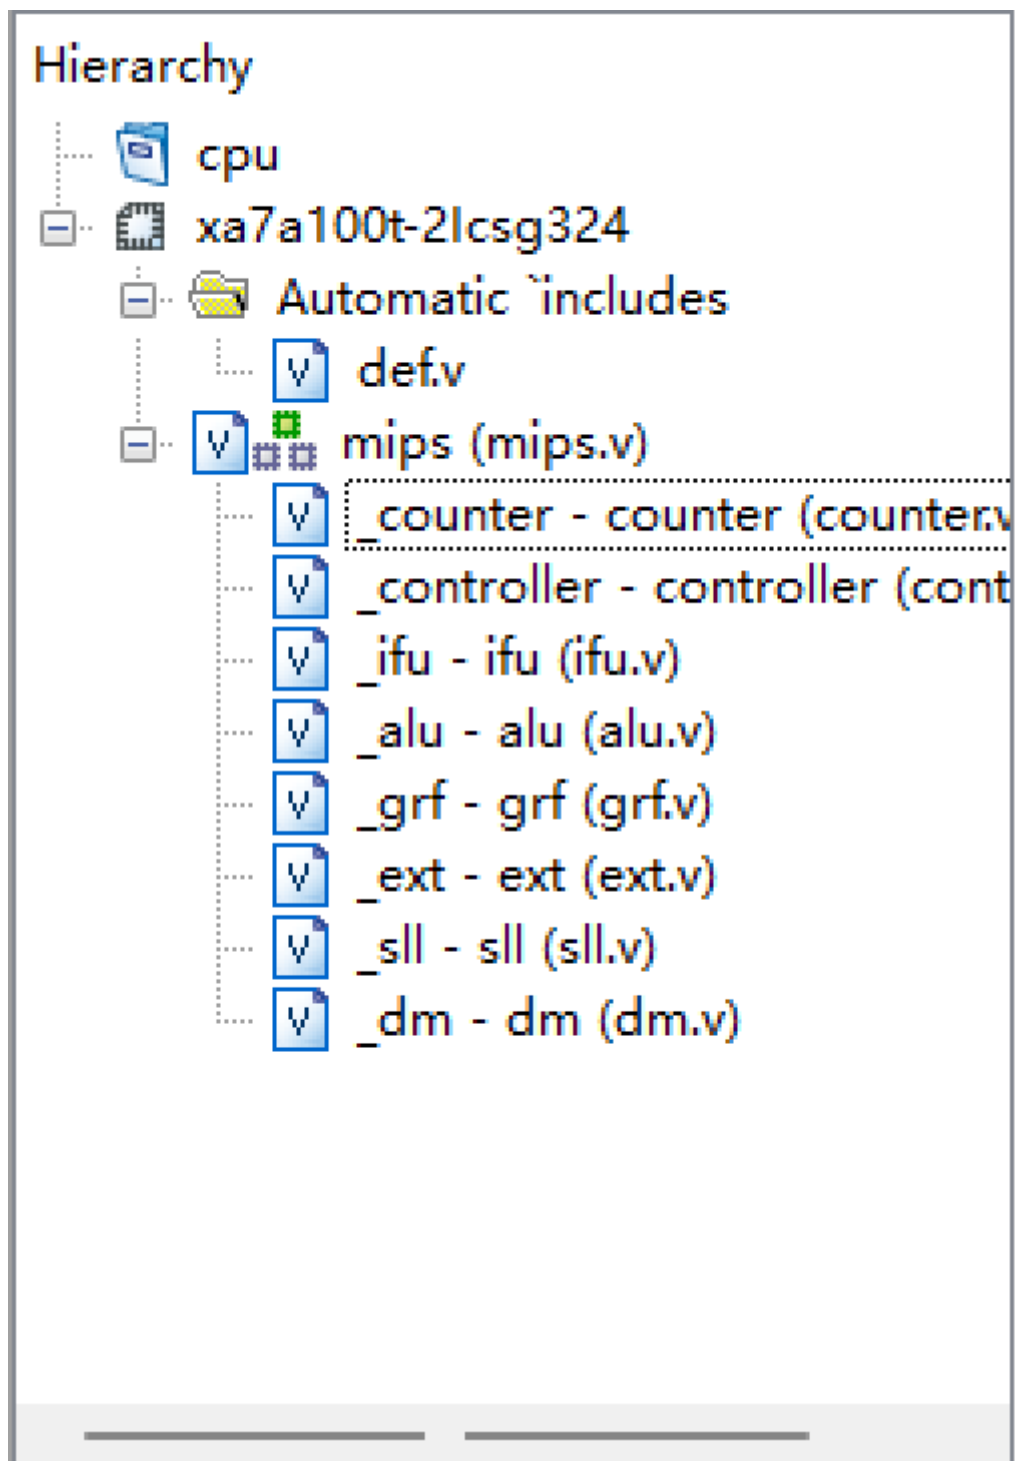 Hierarchy
cpu
xa7a100t-2lcsg324
Automatic `includes
def.v
mips (mips.v)
_counter - counter (counter.v
_controller - controller (cont
_ifu - ifu (ifu.v)
_alu - alu (alu.v)
_grf - grf (grf.v)
_ext - ext (ext.v)
_sll - sll (sll.v)
_dm - dm (dm.v)